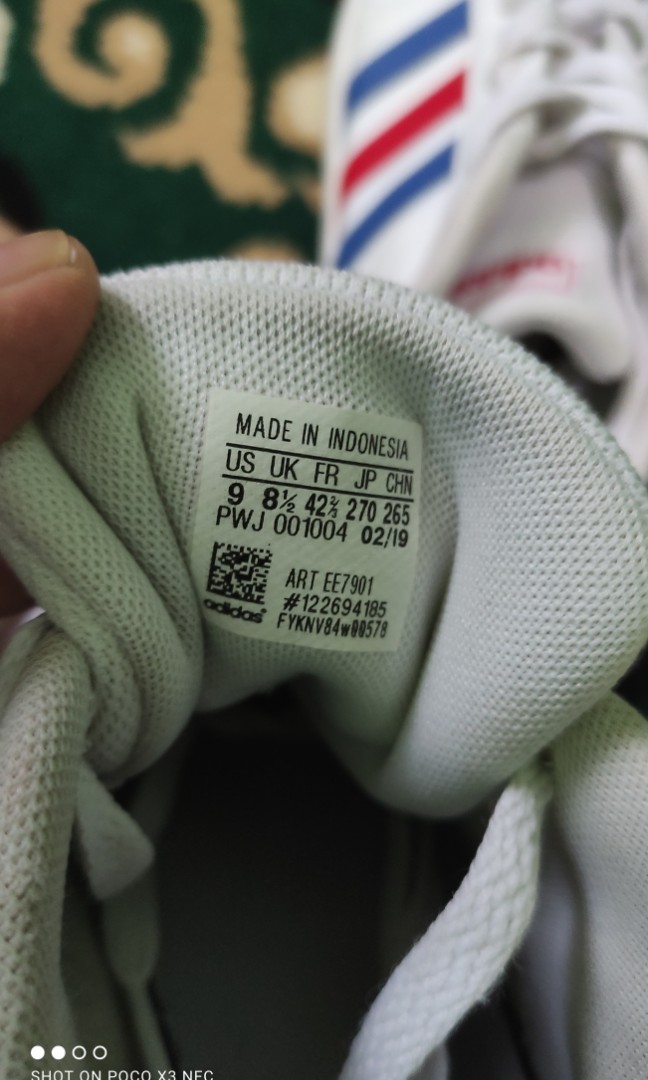 MADE IN INDONESIA
US UK FR JP CHN
9 8½ 42⅔ 270 265
PWJ 001004 02/19
ART EE7901
#122694185
adidas FYKNV84w00578
SHOT ON POCO X3 NFC